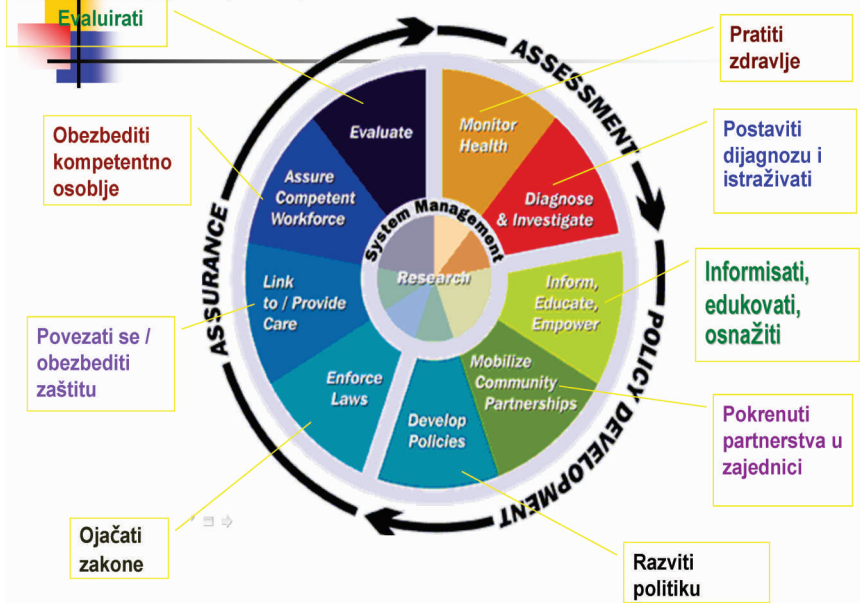 Evaluirati
Pratiti
zdravlje
Obezbediti
kompetentno
osoblje
Postaviti
dijagnozu i
istraživati
Informisati,
edukovati,
osnažiti
Povezati se /
obezbediti
zaštitu
Pokrenuti
partnerstva u
zajednici
Ojačati
zakone
Razviti
politiku
ASSESSMENT
POLICY DEVELOPMENT
ASSURANCE
Evaluate
Monitor
Health
Assure
Competent
Workforce
Diagnose
& Investigate
System Management
Research
Link
to / Provide
Care
Inform,
Educate,
Empower
Enforce
Laws
Mobilize
Community
Partnerships
Develop
Policies